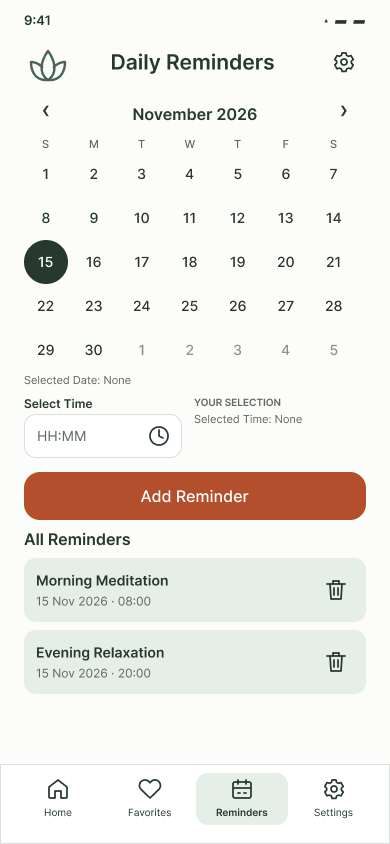 9:41
Daily Reminders
November 2026
S M T W T F S
1 2 3 4 5 6 7
8 9 10 11 12 13 14
15 16 17 18 19 20 21
22 23 24 25 26 27 28
29 30 1 2 3 4 5
Selected Date: None
Select Time
HH:MM
YOUR SELECTION
Selected Time: None
Add Reminder
All Reminders
Morning Meditation
15 Nov 2026 · 08:00
Evening Relaxation
15 Nov 2026 · 20:00
Home Favorites Reminders Settings